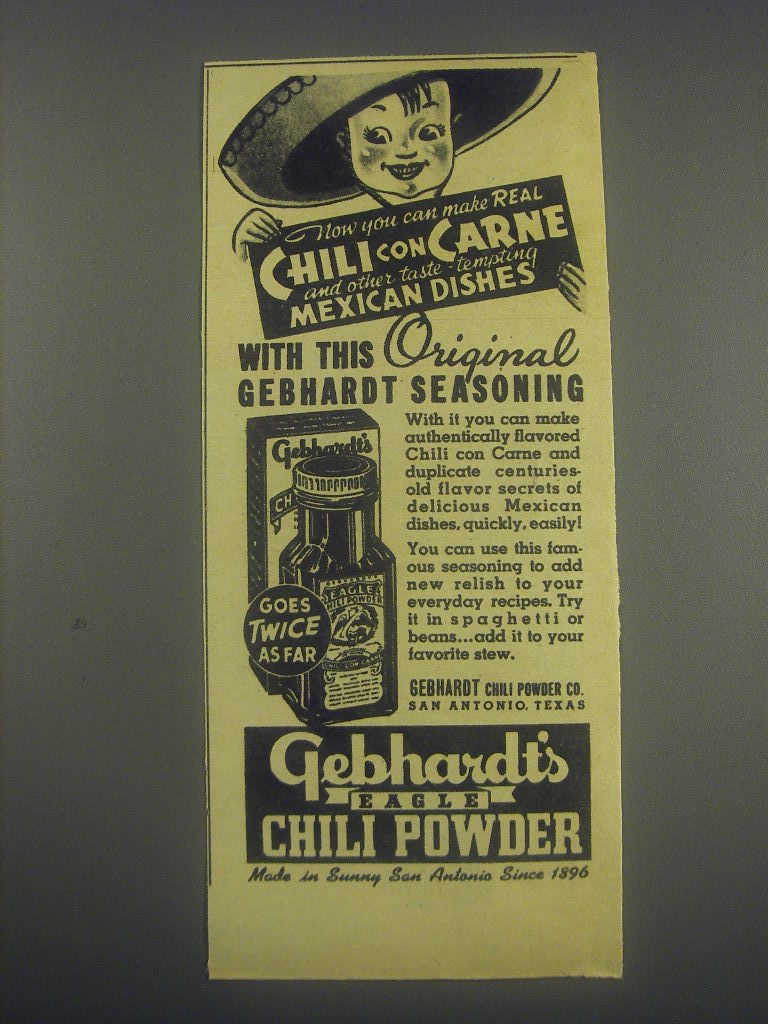 Now you can make REAL
CHILI CON CARNE
and other taste-tempting
MEXICAN DISHES
WITH THIS Original
GEBHARDT SEASONING
Gebhardt's
CH
EAGLE
CHILI POWDER
CHILI CON CARNE
GOES
TWICE
AS FAR
With it you can make
authentically flavored
Chili con Carne and
duplicate centuries-
old flavor secrets of
delicious Mexican
dishes, quickly, easily!
You can use this fam-
ous seasoning to add
new relish to your
everyday recipes. Try
it in spaghetti or
beans...add it to your
favorite stew.
GEBHARDT CHILI POWDER CO.
SAN ANTONIO, TEXAS
Gebhardt's
EAGLE
CHILI POWDER
Made in Sunny San Antonio Since 1896